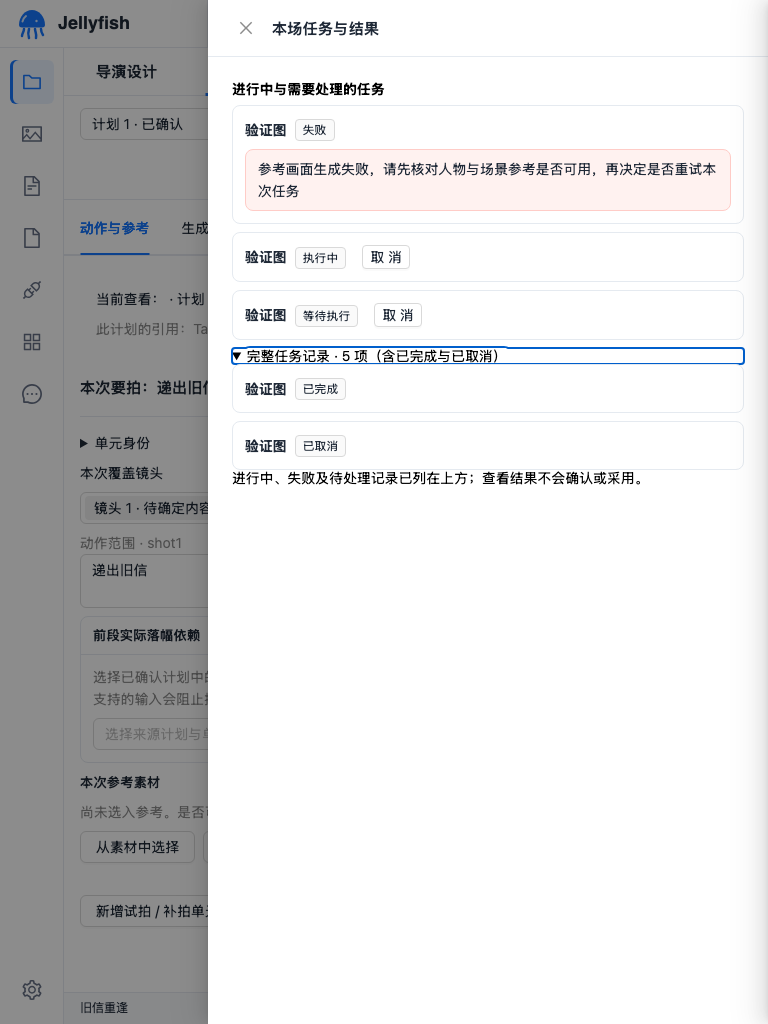 Jellyfish
本场任务与结果
导演设计
计划 1 · 已确认
动作与参考
生成
当前查看： · 计划
此计划的引用：Ta
本次要拍：递出旧信
单元身份
本次覆盖镜头
镜头 1 · 待确定内容
动作范围 · shot1
递出旧信
前段实际落幅依赖
选择已确认计划中的
支持的输入会阻止
选择来源计划与
本次参考素材
尚未选入参考。是否
从素材中选择
新增试拍 / 补拍单
旧信重逢
进行中与需要处理的任务
验证图 失败
参考画面生成失败，请先核对人物与场景参考是否可用，再决定是否重试本
次任务
验证图 执行中 取 消
验证图 等待执行 取 消
完整任务记录 · 5 项（含已完成与已取消）
验证图 已完成
验证图 已取消
进行中、失败及待处理记录已列在上方；查看结果不会确认或采用。